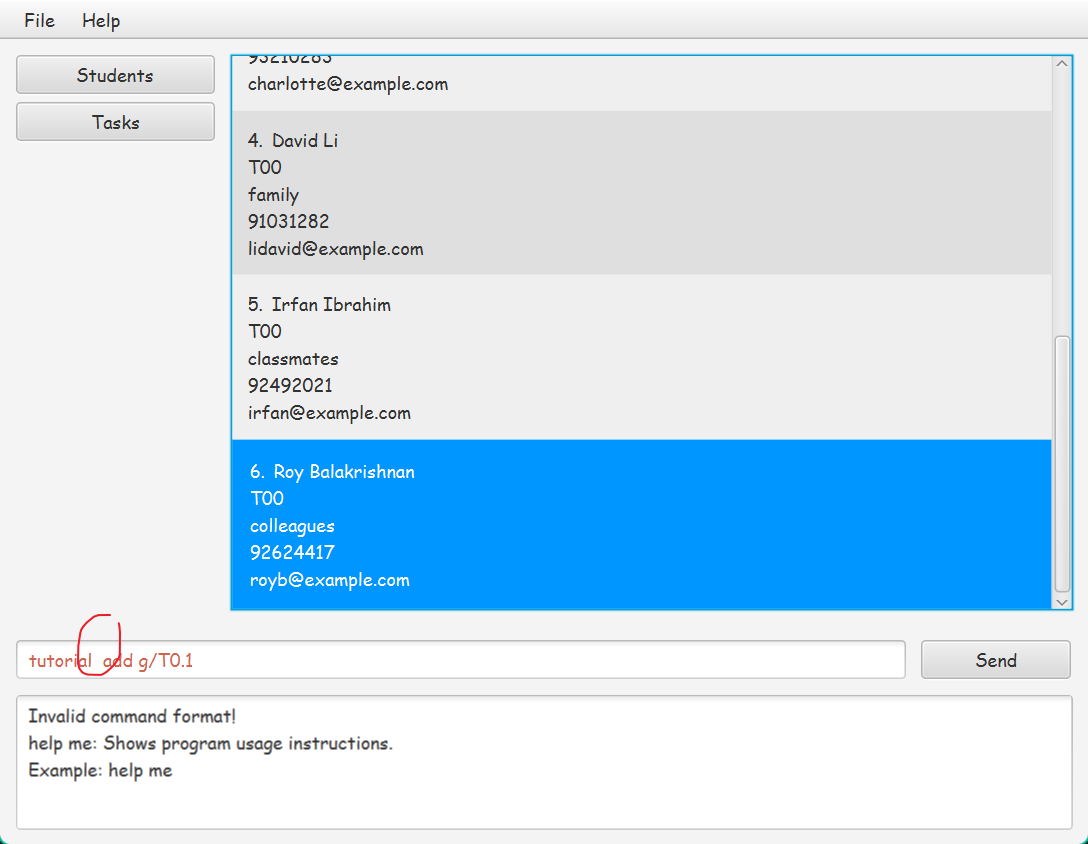 File Help
Students
Tasks
charlotte@example.com
4. David Li
T00
family
91031282
lidavid@example.com
5. Irfan Ibrahim
T00
classmates
92492021
irfan@example.com
6. Roy Balakrishnan
T00
colleagues
92624417
royb@example.com
tutorial  add g/T0.1
Send
Invalid command format!
help me: Shows program usage instructions.
Example: help me